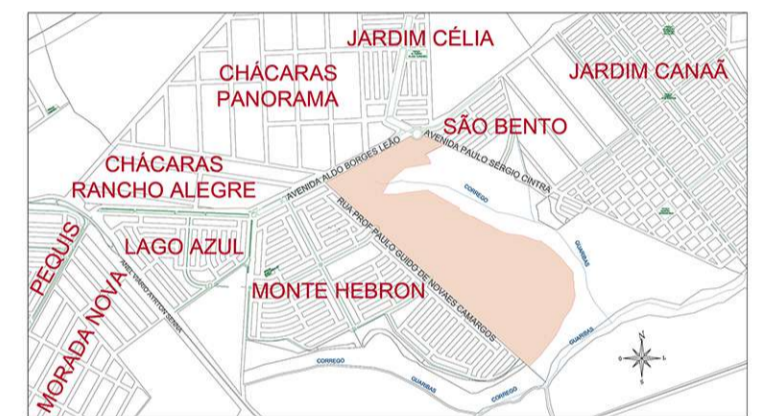 JARDIM CÉLIA
CHÁCARAS
PANORAMA
JARDIM CANAÃ
SÃO BENTO
AVENIDA PAULO SÉRGIO CINTRA
AVENIDA ALDO BORGES LEÃO
CHÁCARAS
RANCHO ALEGRE
CORREGO
RUA PROF PAULO GUIDO DE NOVAES CAMARGOS
GUARIBAS
LAGO AZUL
PEQUIS
MONTE HEBRON
MORADA NOVA
GUARIBAS
CORREGO
GUARIBAS
CORREGO